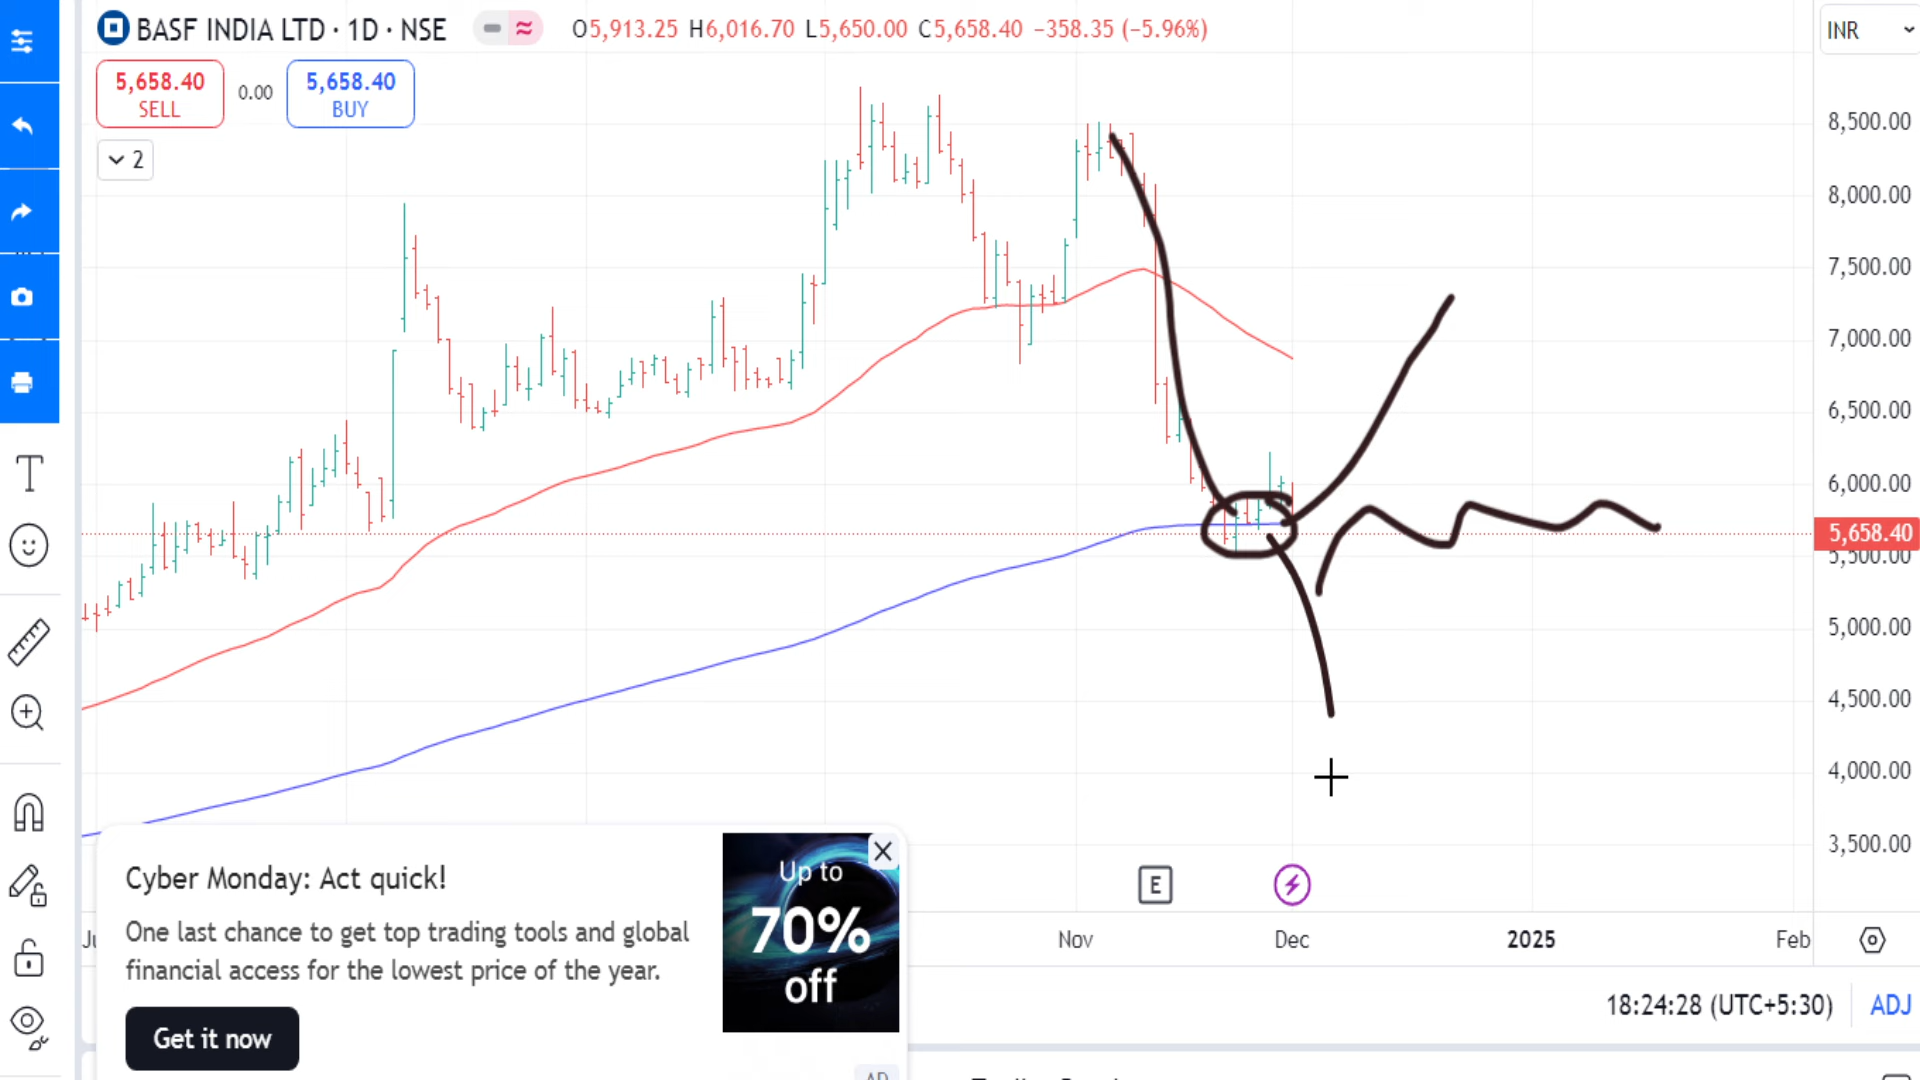 BASF INDIA LTD · 1D · NSE
O5,913.25 H6,016.70 L5,650.00 C5,658.40 −358.35 (−5.96%)
INR
5,658.40
SELL
0.00
5,658.40
BUY
2
8,500.00
8,000.00
7,500.00
7,000.00
6,500.00
6,000.00
5,658.40
5,500.00
5,000.00
4,500.00
4,000.00
3,500.00
E
Nov
Dec
2025
Feb
Cyber Monday: Act quick!
One last chance to get top trading tools and global
financial access for the lowest price of the year.
Get it now
Up to
70%
off
AD
18:24:28 (UTC+5:30)
ADJ